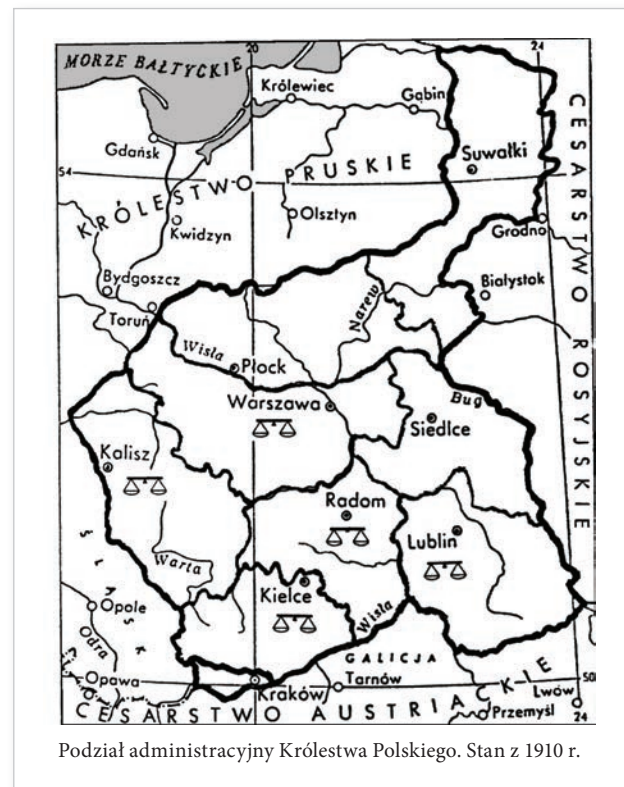 20
24
MORZE BAŁTYCKIE
Królewiec
Gąbin
Gdańsk
Suwałki
54
KRÓLESTWO PRUSKIE
CESARSTWO ROSYJSKIE
Olsztyn
Kwidzyn
Grodno
Bydgoszcz
Białystok
Toruń
Narew
Wisła
Płock
Warszawa
Bug
Siedlce
Kalisz
Radom
Lublin
ŚLĄSK
Warta
Kielce
Opole
Wisła
Odra
GALICJA
Opawa
Kraków
Tarnów
50
Lwów
CESARSTWO AUSTRIACKIE
Przemyśl
24
Podział administracyjny Królestwa Polskiego. Stan z 1910 r.